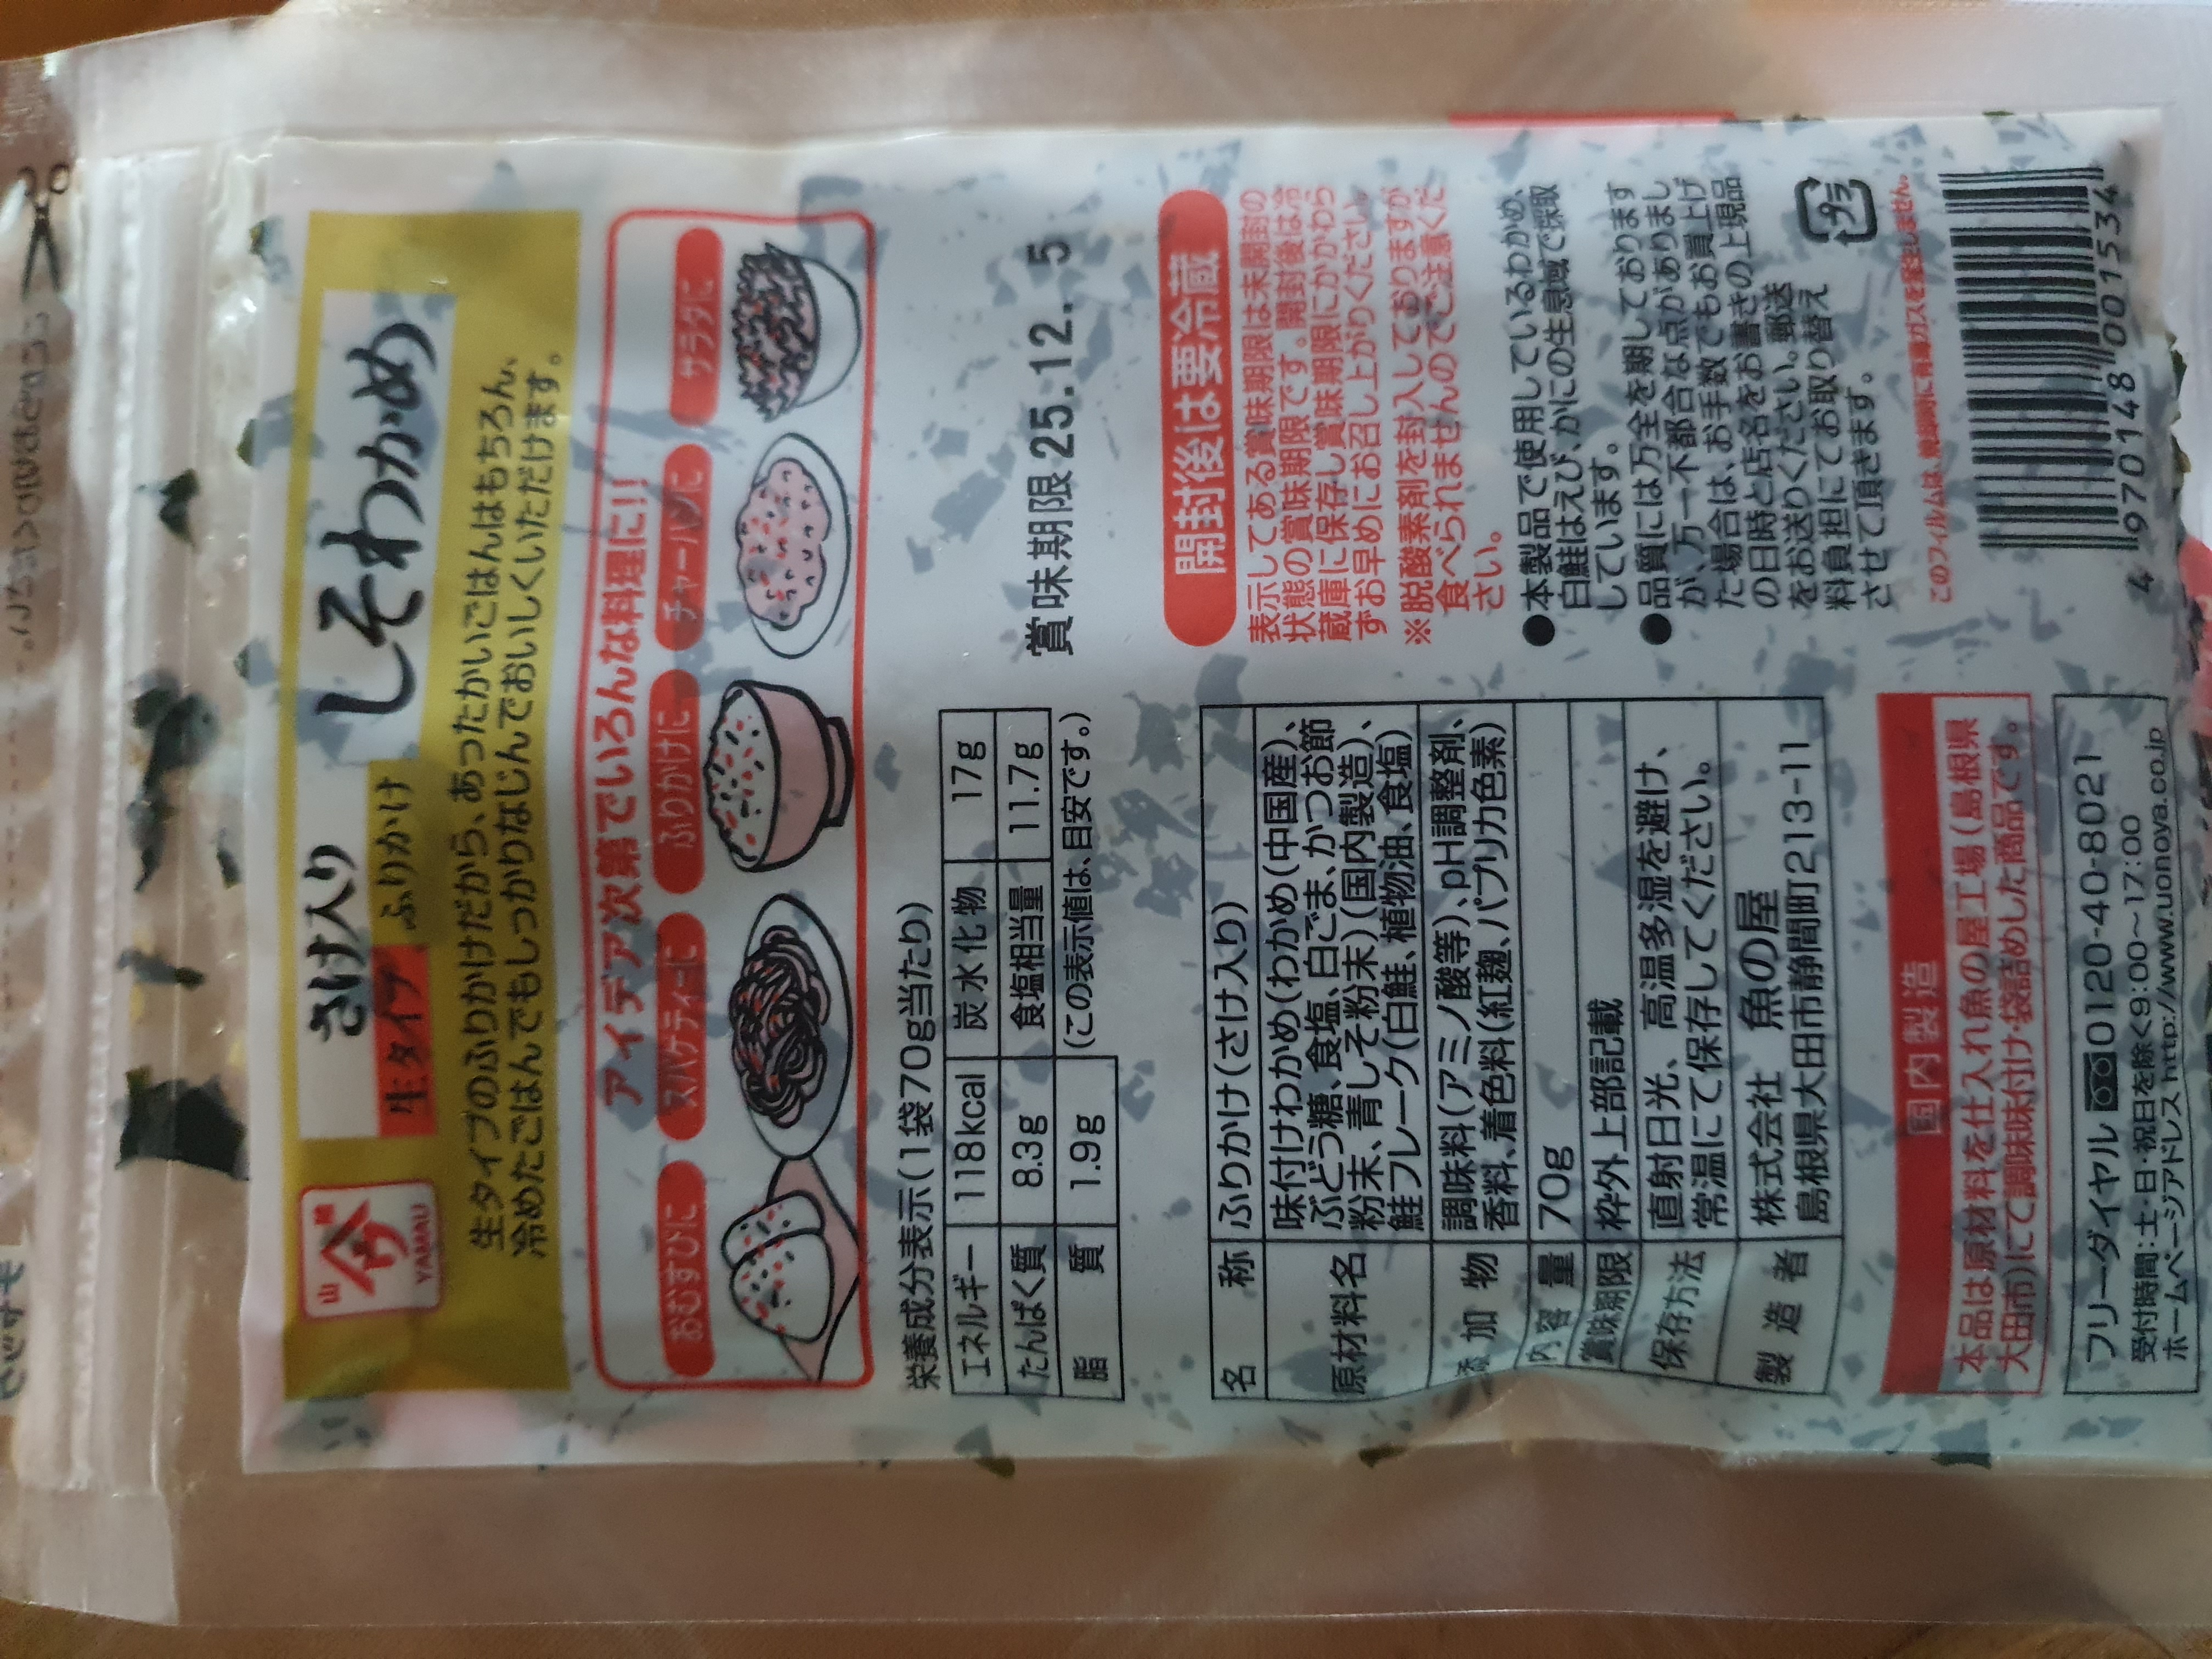 さけ入り しそわかめ
生タイプ ふりかけ
山
YAMAU
生タイプのふりかけだから、あったかいごはんはもちろん、
冷めたごはんでもしっかりなじんでおいしくいただけます。
アイデア次第でいろんな料理に!!
おむすびに スパゲティーに ふりかけに チャーハンに サラダに
栄養成分表示(1袋70g当たり)
エネルギー 118kcal 炭水化物 17g
たんぱく質 8.3g 食塩相当量 11.7g
脂質 1.9g (この表示値は、目安です。)
賞味期限 25.12. 5
名称 ふりかけ(さけ入り)
原材料名 味付けわかめ(わかめ(中国産)、
ぶどう糖、食塩、白ごま、かつお節
粉末、青しそ粉末)(国内製造)、
鮭フレーク(白鮭、植物油、食塩)
添加物 調味料(アミノ酸等)、pH調整剤、
香料、着色料(紅麹、パプリカ色素)
内容量 70g
賞味期限 枠外上部記載
保存方法 直射日光、高温多湿を避け、
常温にて保存してください。
製造者 株式会社 魚の屋
島根県大田市静間町213-11
国内製造
本品は原材料を仕入れ魚の屋工場(島根県
大田市)にて調味味付け・袋詰めした商品です。
フリーダイヤル 0120-40-8021
受付時間:土・日・祝日を除く9:00~17:00
ホームページアドレス http://www.uonoya.co.jp
開封後は要冷蔵
表示してある賞味期限は未開封の
状態の賞味期限です。開封後は冷
蔵庫に保存し賞味期限にかかわら
ずお早めにお召し上がりください。
※脱酸素剤を封入しておりますが
食べられませんのでご注意くだ
さい。
●本製品で使用しているわかめ、
白鮭はえび、かにの生息域で採取
しています。
●品質には万全を期しております
が、万一不都合な点がありまし
た場合は、お手数でもお買上げ
の日時と店名をお書きの上現品
をお送りください。郵送
料負担にてお取り替え
させて頂きます。
プラ
このフィルムは、焼却時に有毒ガスを発生しません。
4 970148 001534